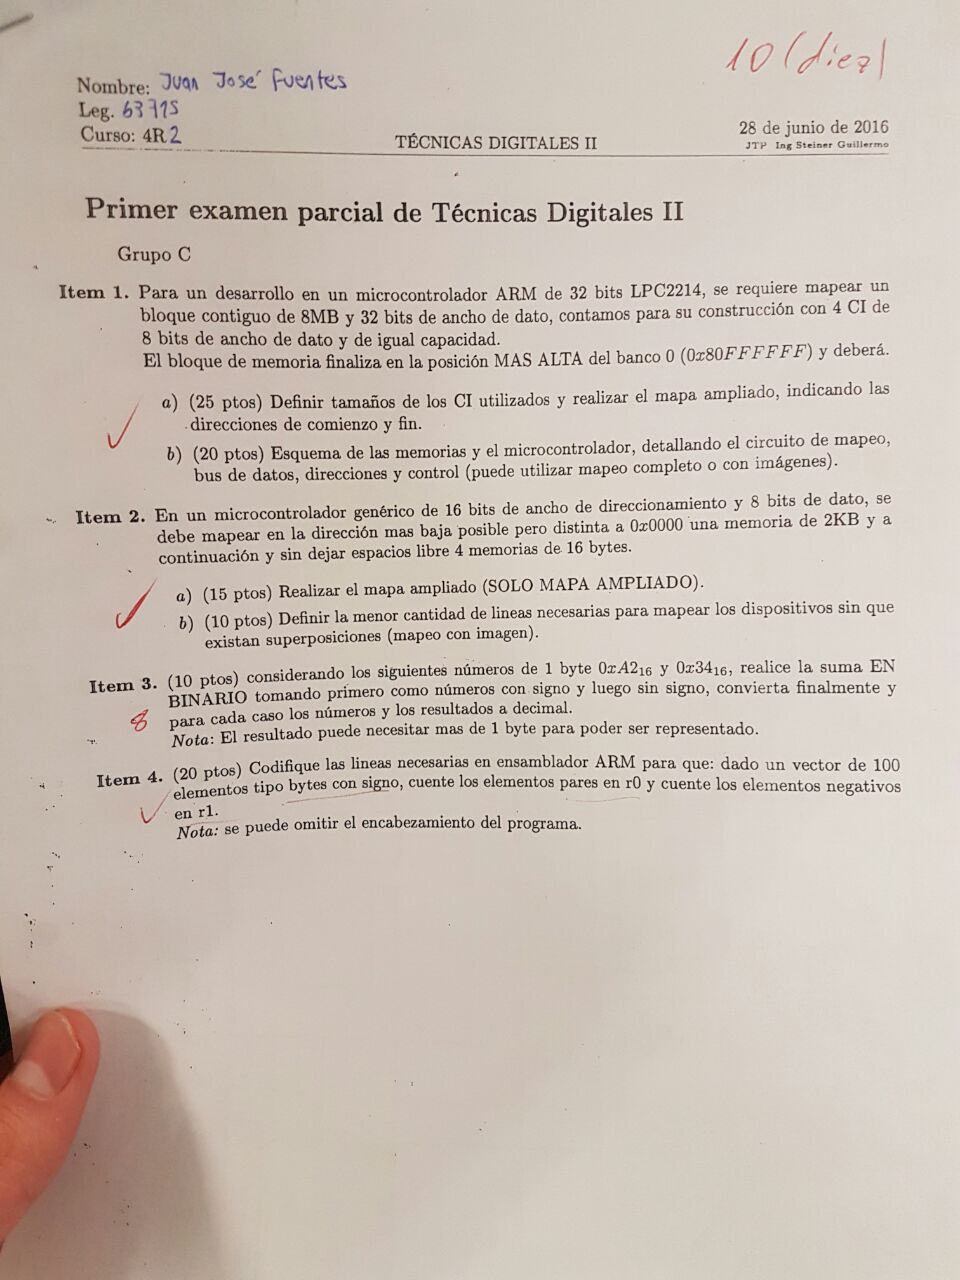 10 (diez)
Nombre: Juan José Fuentes
Leg. 63715
Curso: 4R2
TÉCNICAS DIGITALES II
28 de junio de 2016
JTP Ing Steiner Guillermo
Primer examen parcial de Técnicas Digitales II
Grupo C
Item 1. Para un desarrollo en un microcontrolador ARM de 32 bits LPC2214, se requiere mapear un
bloque contiguo de 8MB y 32 bits de ancho de dato, contamos para su construcción con 4 CI de
8 bits de ancho de dato y de igual capacidad.
El bloque de memoria finaliza en la posición MAS ALTA del banco 0 (0x80FFFFFF) y deberá.
a) (25 ptos) Definir tamaños de los CI utilizados y realizar el mapa ampliado, indicando las
direcciones de comienzo y fin.
b) (20 ptos) Esquema de las memorias y el microcontrolador, detallando el circuito de mapeo,
bus de datos, direcciones y control (puede utilizar mapeo completo o con imágenes).
Item 2. En un microcontrolador genérico de 16 bits de ancho de direccionamiento y 8 bits de dato, se
debe mapear en la dirección mas baja posible pero distinta a 0x0000 una memoria de 2KB y a
continuación y sin dejar espacios libre 4 memorias de 16 bytes.
a) (15 ptos) Realizar el mapa ampliado (SOLO MAPA AMPLIADO).
b) (10 ptos) Definir la menor cantidad de lineas necesarias para mapear los dispositivos sin que
existan superposiciones (mapeo con imagen).
Item 3. (10 ptos) considerando los siguientes números de 1 byte 0xA2₁₆ y 0x34₁₆, realice la suma EN
BINARIO tomando primero como números con signo y luego sin signo, convierta finalmente y
8 para cada caso los números y los resultados a decimal.
Nota: El resultado puede necesitar mas de 1 byte para poder ser representado.
Item 4. (20 ptos) Codifique las lineas necesarias en ensamblador ARM para que: dado un vector de 100
elementos tipo bytes con signo, cuente los elementos pares en r0 y cuente los elementos negativos
en r1.
Nota: se puede omitir el encabezamiento del programa.